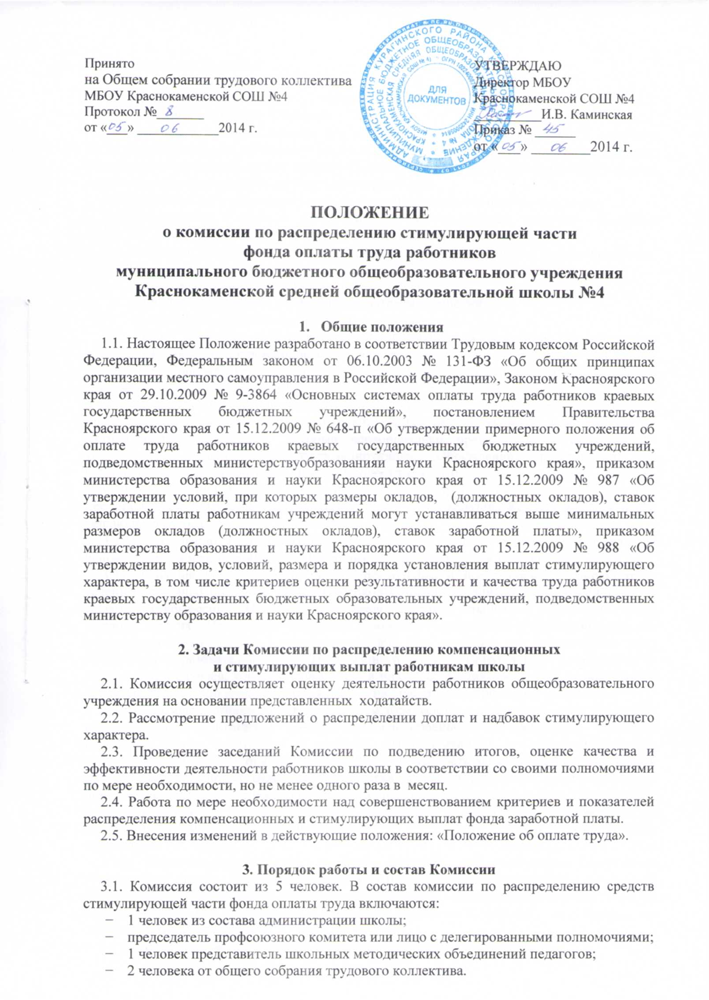 Принято
на Общем собрании трудового коллектива
МБОУ Краснокаменской СОШ №4
Протокол № 8
от «05» 06 2014 г.
ДЛЯ
ДОКУМЕНТОВ
УТВЕРЖДАЮ
Директор МБОУ
Краснокаменской СОШ №4
И.В. Каминская
Приказ № 45
от «05» 06 2014 г.
ПОЛОЖЕНИЕ
о комиссии по распределению стимулирующей части
фонда оплаты труда работников
муниципального бюджетного общеобразовательного учреждения
Краснокаменской средней общеобразовательной школы №4
1. Общие положения
1.1. Настоящее Положение разработано в соответствии Трудовым кодексом Российской
Федерации, Федеральным законом от 06.10.2003 № 131-ФЗ «Об общих принципах
организации местного самоуправления в Российской Федерации», Законом Красноярского
края от 29.10.2009 № 9-3864 «Основных системах оплаты труда работников краевых
государственных бюджетных учреждений», постановлением Правительства
Красноярского края от 15.12.2009 № 648-п «Об утверждении примерного положения об
оплате труда работников краевых государственных бюджетных учреждений,
подведомственных министерствуобразованияи науки Красноярского края», приказом
министерства образования и науки Красноярского края от 15.12.2009 № 987 «Об
утверждении условий, при которых размеры окладов, (должностных окладов), ставок
заработной платы работникам учреждений могут устанавливаться выше минимальных
размеров окладов (должностных окладов), ставок заработной платы», приказом
министерства образования и науки Красноярского края от 15.12.2009 № 988 «Об
утверждении видов, условий, размера и порядка установления выплат стимулирующего
характера, в том числе критериев оценки результативности и качества труда работников
краевых государственных бюджетных образовательных учреждений, подведомственных
министерству образования и науки Красноярского края».
2. Задачи Комиссии по распределению компенсационных
и стимулирующих выплат работникам школы
2.1. Комиссия осуществляет оценку деятельности работников общеобразовательного
учреждения на основании представленных ходатайств.
2.2. Рассмотрение предложений о распределении доплат и надбавок стимулирующего
характера.
2.3. Проведение заседаний Комиссии по подведению итогов, оценке качества и
эффективности деятельности работников школы в соответствии со своими полномочиями
по мере необходимости, но не менее одного раза в месяц.
2.4. Работа по мере необходимости над совершенствованием критериев и показателей
распределения компенсационных и стимулирующих выплат фонда заработной платы.
2.5. Внесения изменений в действующие положения: «Положение об оплате труда».
3. Порядок работы и состав Комиссии
3.1. Комиссия состоит из 5 человек. В состав комиссии по распределению средств
стимулирующей части фонда оплаты труда включаются:
− 1 человек из состава администрации школы;
− председатель профсоюзного комитета или лицо с делегированными полномочиями;
− 1 человек представитель школьных методических объединений педагогов;
− 2 человека от общего собрания трудового коллектива.